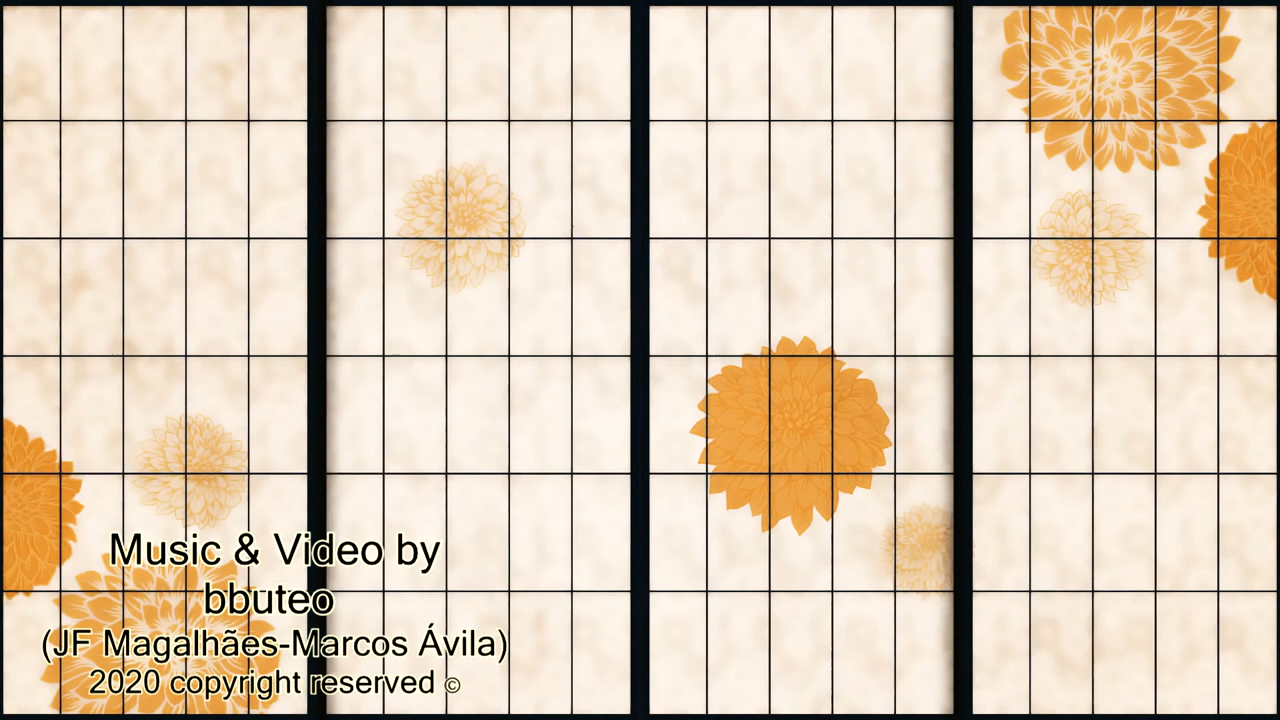 Music & Video by
bbuteo
(JF Magalhães-Marcos Ávila)
2020 copyright reserved ©